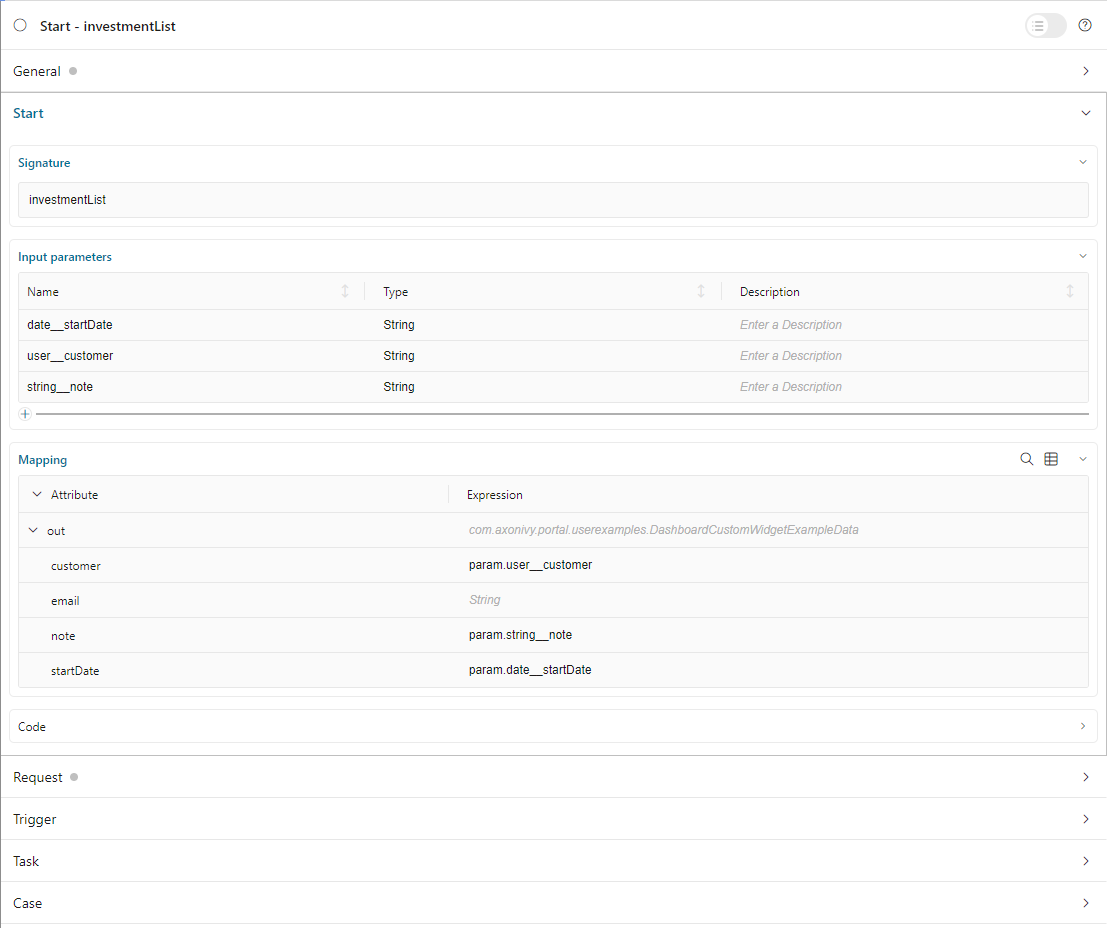 Start - investmentList
General
Start
Signature
investmentList
Input parameters
Name Type Description
date__startDate String Enter a Description
user__customer String Enter a Description
string__note String Enter a Description
Mapping
Attribute Expression
out com.axonivy.portal.userexamples.DashboardCustomWidgetExampleData
customer param.user__customer
email String
note param.string__note
startDate param.date__startDate
Code
Request
Trigger
Task
Case